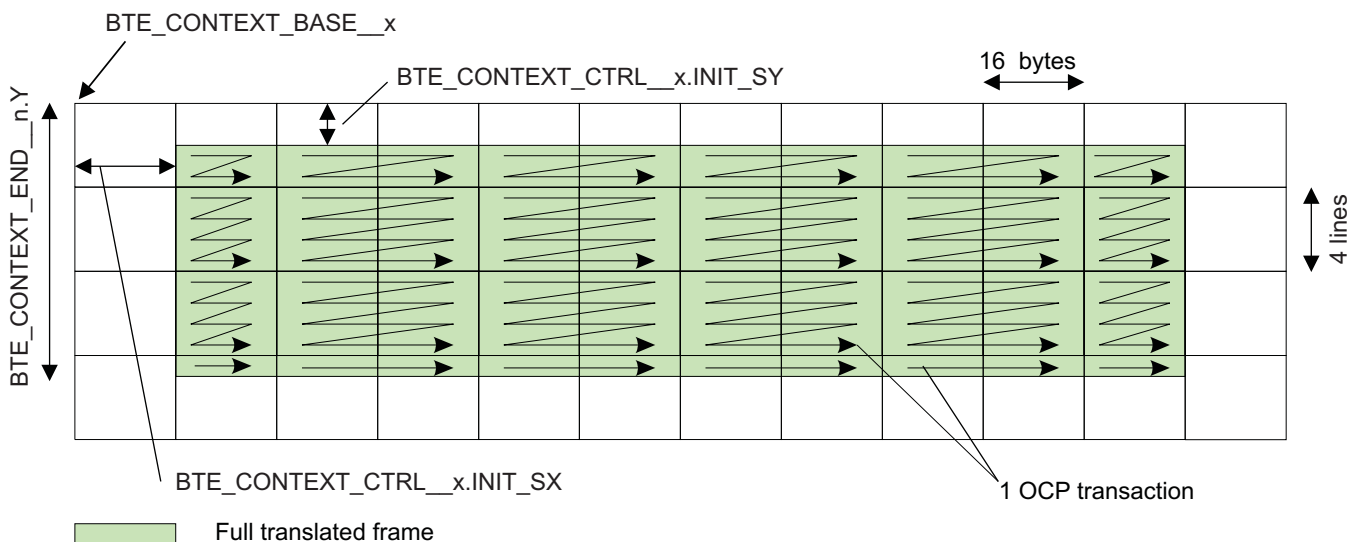 BTE_CONTEXT_BASE__x
16 bytes
BTE_CONTEXT_CTRL__x.INIT_SY
BTE_CONTEXT_END__n.Y
4 lines
BTE_CONTEXT_CTRL__x.INIT_SX
1 OCP transaction
Full translated frame